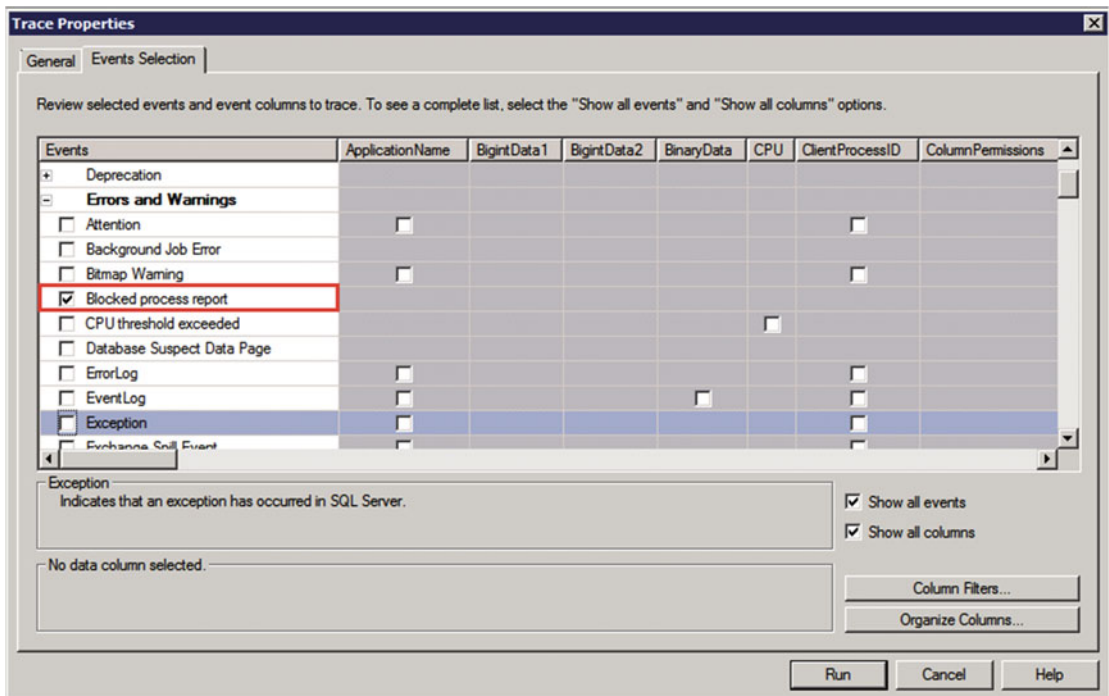 Trace Properties
General Events Selection
Review selected events and event columns to trace. To see a complete list, select the "Show all events" and "Show all columns" options.
Events ApplicationName BigintData1 BigintData2 BinaryData CPU ClientProcessID ColumnPermissions
Deprecation
Errors and Warnings
Attention
Background Job Error
Bitmap Warning
Blocked process report
CPU threshold exceeded
Database Suspect Data Page
ErrorLog
EventLog
Exception
Exchange Spill Event
Exception
Indicates that an exception has occurred in SQL Server.
Show all events
Show all columns
No data column selected.
Column Filters...
Organize Columns...
Run Cancel Help